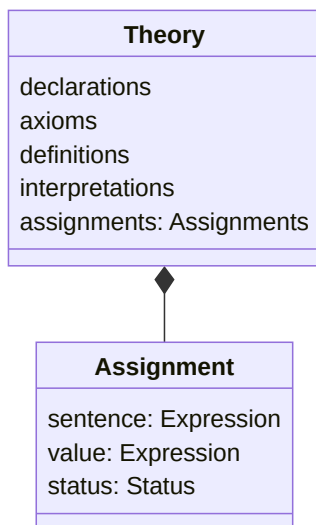 Theory
declarations
axioms
definitions
interpretations
assignments: Assignments
Assignment
sentence: Expression
value: Expression
status: Status